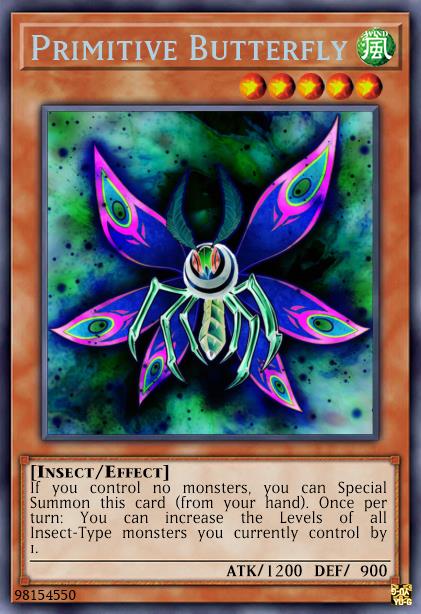 PRIMITIVE BUTTERFLY
WIND
風
[INSECT/EFFECT]
If you control no monsters, you can Special
Summon this card (from your hand). Once per
turn: You can increase the Levels of all
Insect-Type monsters you currently control by
1.
ATK/1200 DEF/ 900
98154550